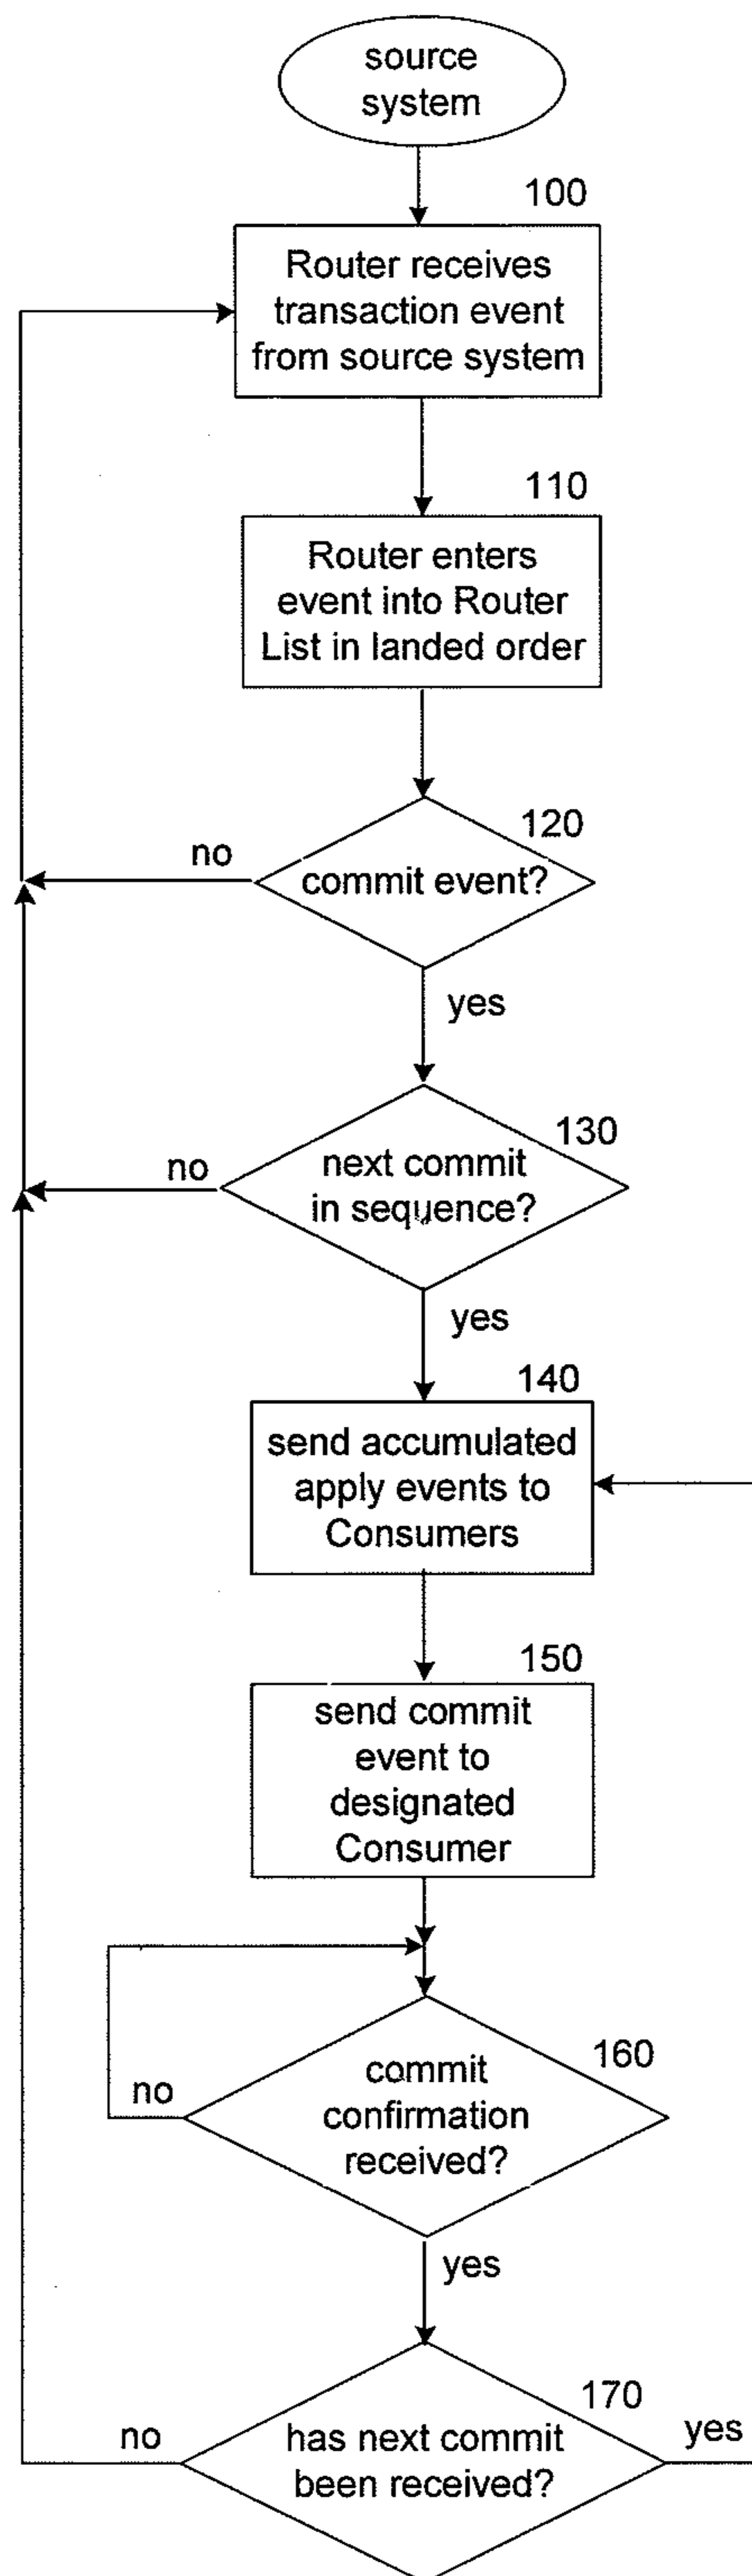 source
system
100
Router receives
transaction event
from source system
110
Router enters
event into Router
List in landed order
120
no
commit event?
yes
130
no
next commit
in sequence?
yes
140
send accumulated
apply events to
Consumers
150
send commit
event to
designated
Consumer
160
commit
no
confirmation
received?
yes
170
no
has next commit
yes
been received?